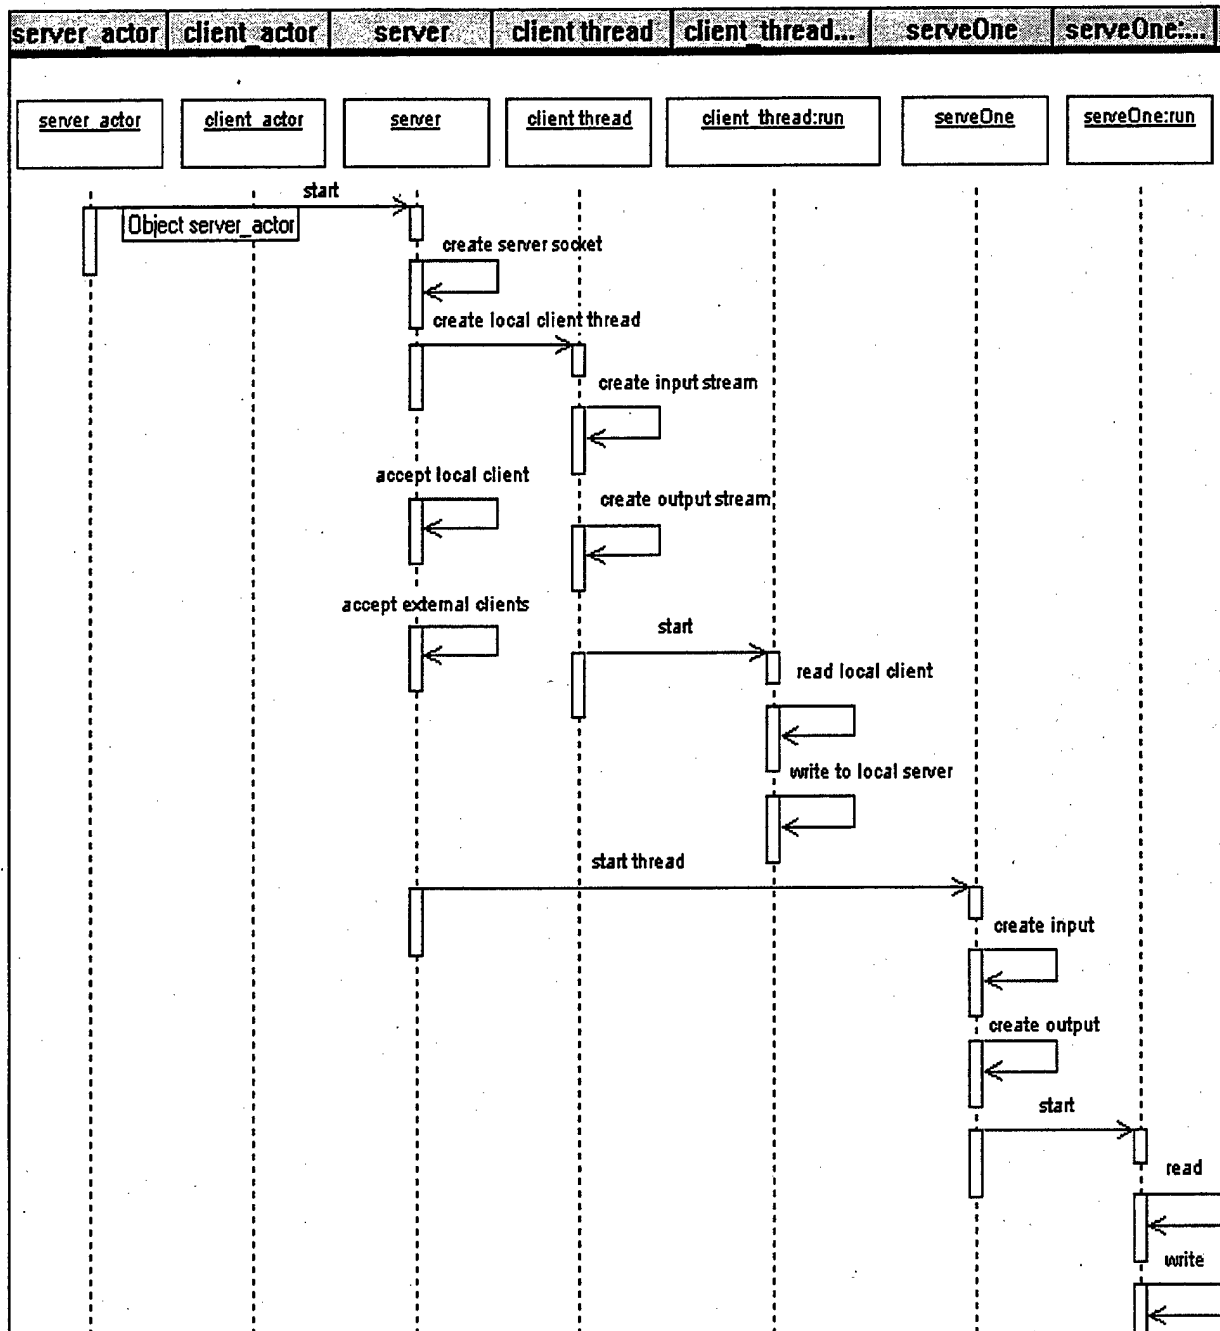 server_actor client_actor server client thread client_thread... serveOne serveOne:...
server_actor client_actor server client thread client_thread:run serveOne serveOne:run
start
Object server_actor
create server socket
create local client thread
create input stream
accept local client
create output stream
accept external clients
start
read local client
write to local server
start thread
create input
create output
start
read
write